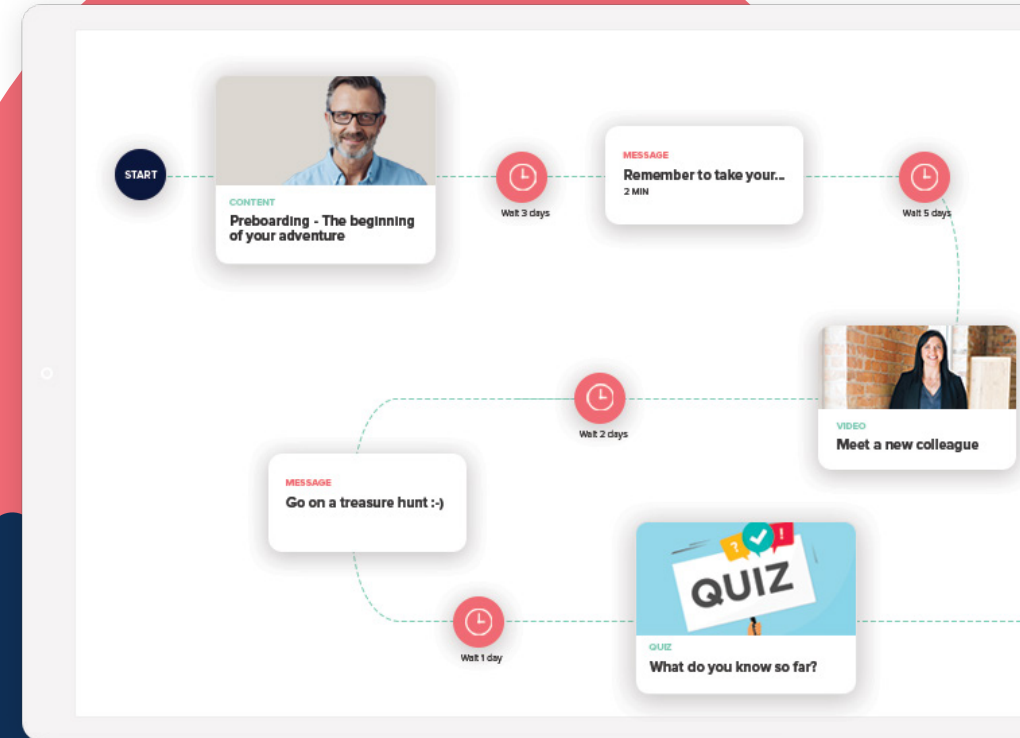 START
CONTENT
Preboarding - The beginning
of your adventure
Wait 3 days
MESSAGE
Remember to take your...
2 MIN
Wait 5 days
VIDEO
Meet a new colleague
Wait 2 days
MESSAGE
Go on a treasure hunt :-)
Wait 1 day
? !
QUIZ
QUIZ
What do you know so far?